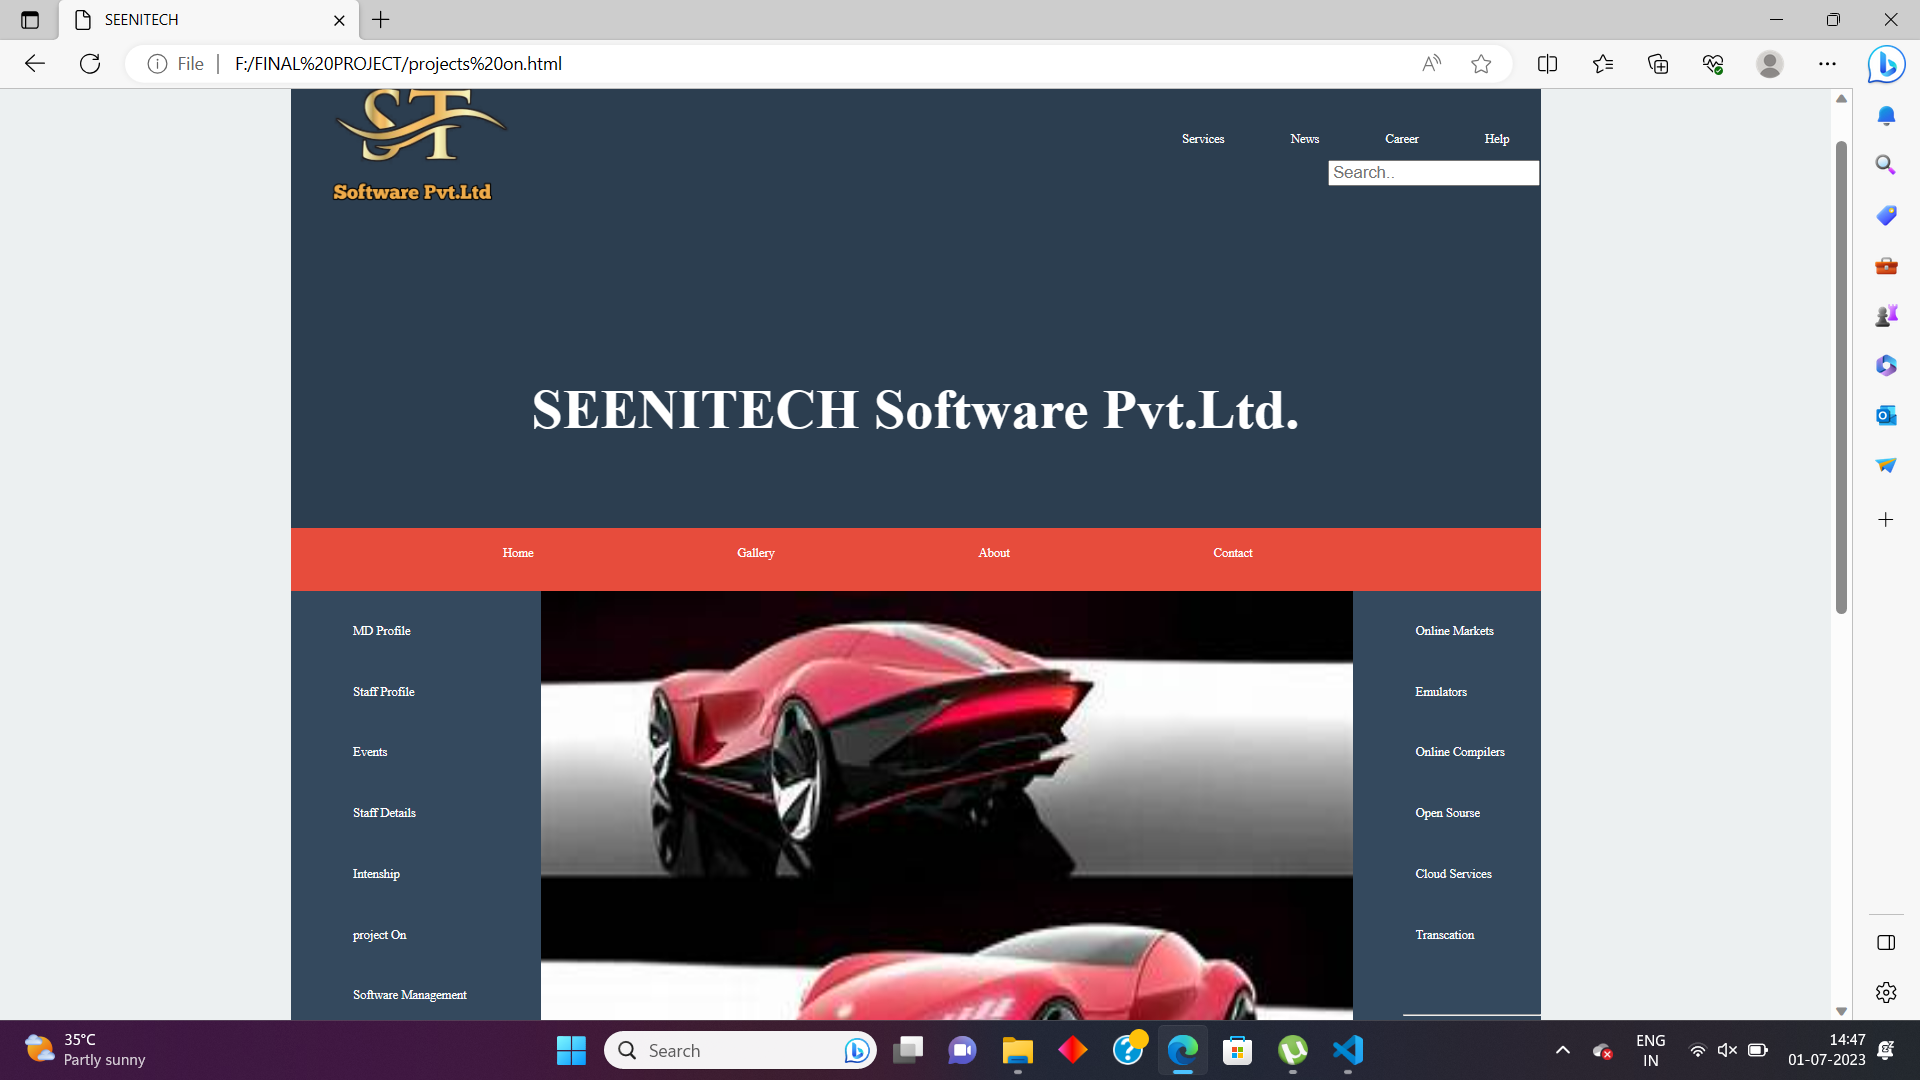 SEENITECH
File
F:/FINAL%20PROJECT/projects%20on.html
ST
Software Pvt.Ltd
Services News Career Help
Search..
SEENITECH Software Pvt.Ltd.
Home Gallery About Contact
MD Profile
Staff Profile
Events
Staff Details
Intenship
project On
Software Management
Online Markets
Emulators
Online Compilers
Open Sourse
Cloud Services
Transcation
35°C
Partly sunny
Search
ENG
IN
14:47
01-07-2023